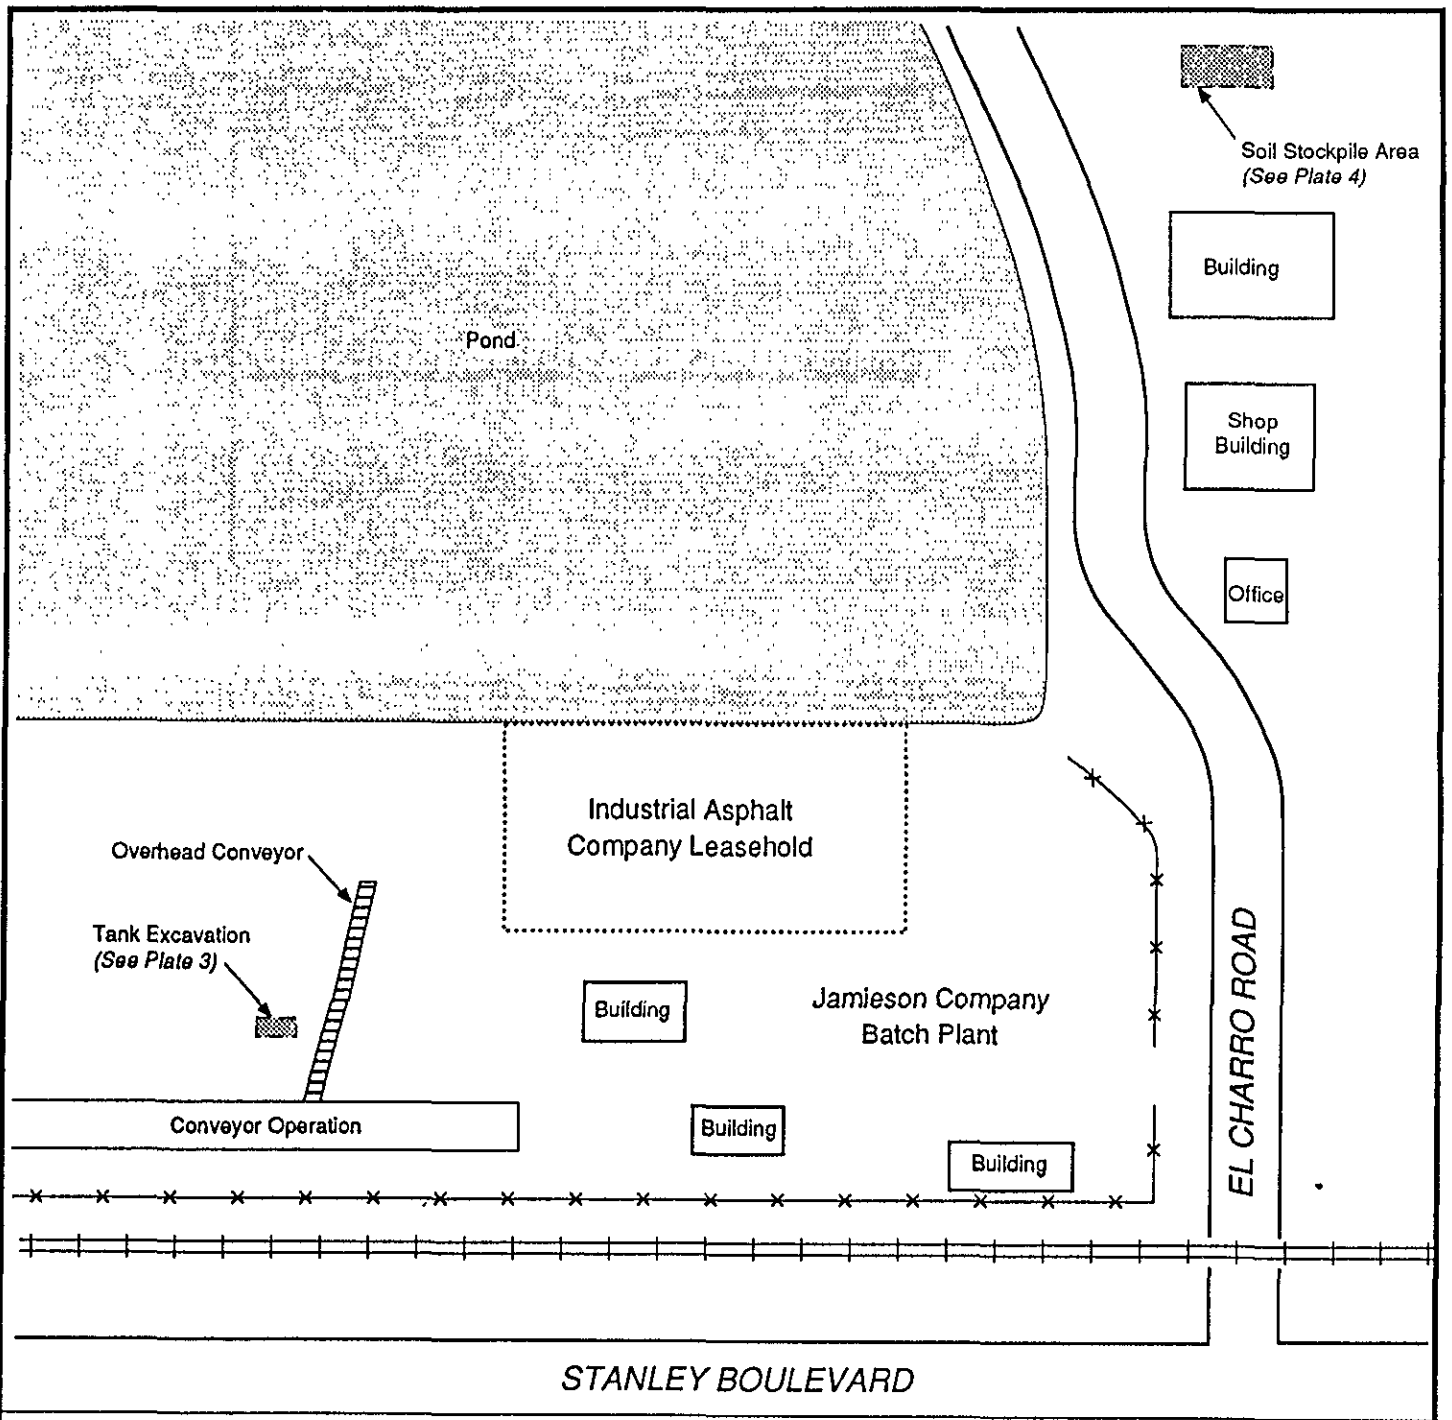 Soil Stockpile Area
(See Plate 4)
Building
Pond
Shop
Building
Office
Industrial Asphalt
Company Leasehold
Overhead Conveyor
Tank Excavation
(See Plate 3)
Building
Jamieson Company
Batch Plant
EL CHARRO ROAD
Conveyor Operation
Building
Building
STANLEY BOULEVARD